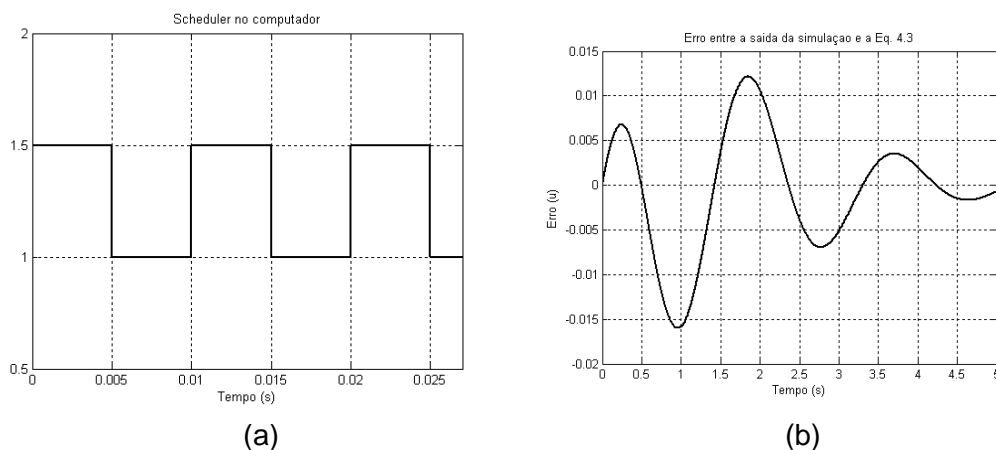 Scheduler no computador
2
1.5
1
0.5
0 0.005 0.01 0.015 0.02 0.025
Tempo (s)
(a)
Erro entre a saida da simulaçao e a Eq. 4.3
0.015
0.01
0.005
0
-0.005
-0.01
-0.015
-0.02
Erro (u)
0 0.5 1 1.5 2 2.5 3 3.5 4 4.5 5
Tempo (s)
(b)